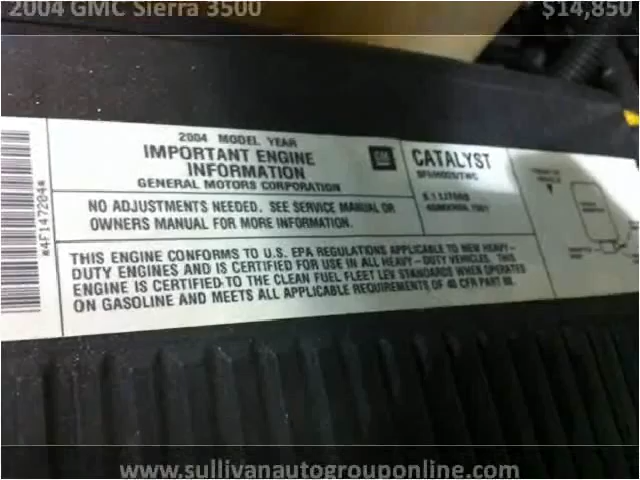 2004 GMC Sierra 3500 $14,850
*4F147204*
2004 MODEL YEAR
IMPORTANT ENGINE
INFORMATION
GENERAL MOTORS CORPORATION
GM
NO ADJUSTMENTS NEEDED. SEE SERVICE MANUAL OR
OWNERS MANUAL FOR MORE INFORMATION.
THIS ENGINE CONFORMS TO U.S. EPA REGULATIONS APPLICABLE TO NEW HEAVY-
DUTY ENGINES AND IS CERTIFIED FOR USE IN ALL HEAVY-DUTY VEHICLES. THIS
ENGINE IS CERTIFIED TO THE CLEAN FUEL FLEET LEV STANDARDS WHEN OPERATED
ON GASOLINE AND MEETS ALL APPLICABLE REQUIREMENTS OF 40 CFR PART 88.
CATALYST
www.sullivanautogrouponline.com